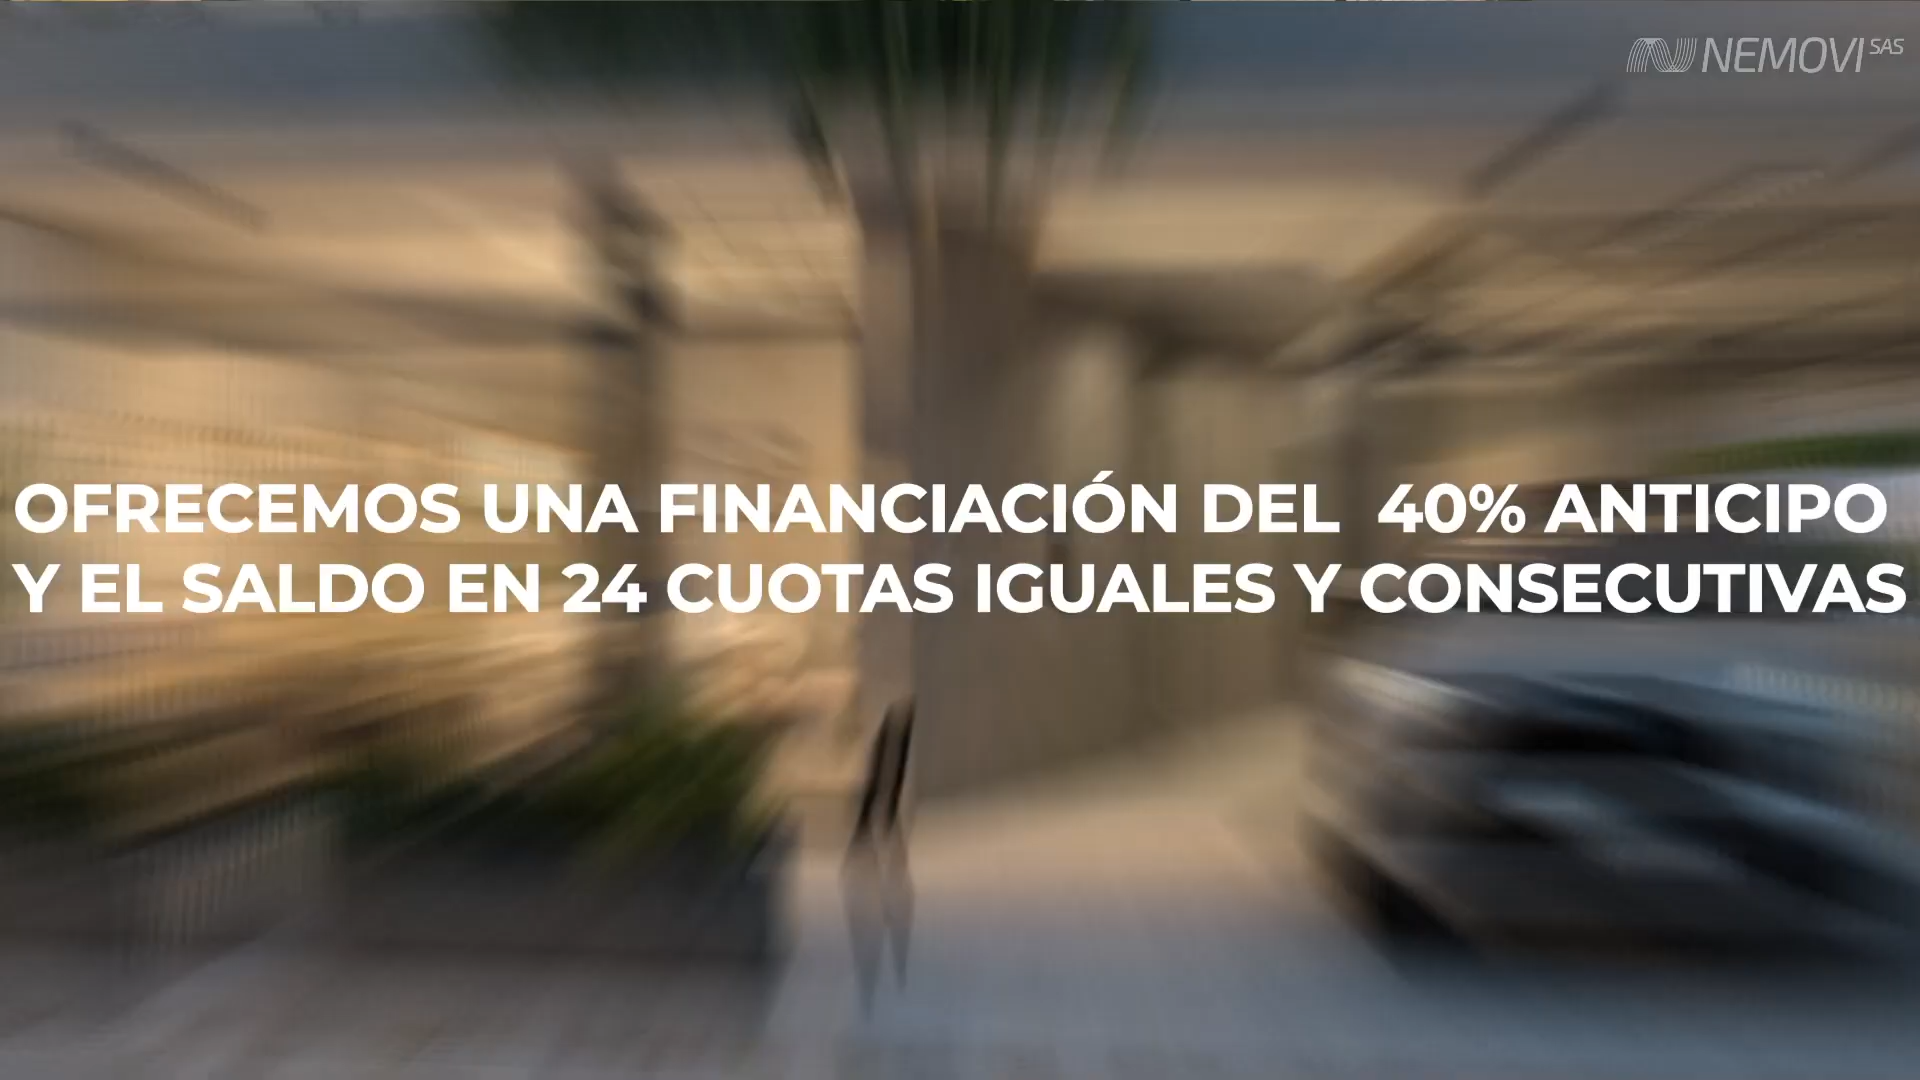 NEMOVI SAS
OFRECEMOS UNA FINANCIACIÓN DEL 40% ANTICIPO
Y EL SALDO EN 24 CUOTAS IGUALES Y CONSECUTIVAS